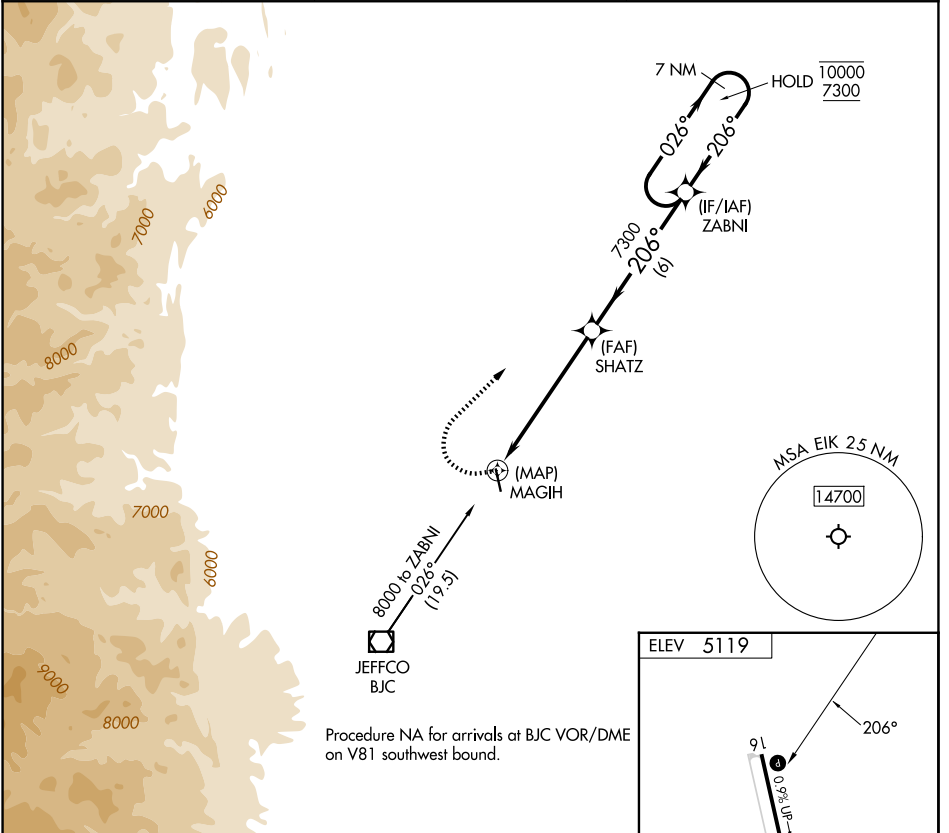 7 NM
HOLD
10000
7300
026°
206°
(IF/IAF)
ZABNI
7300
206°
(6)
(FAF)
SHATZ
(MAP)
MAGIH
8000 to ZABNI
026°
(19.5)
JEFFCO
BJC
Procedure NA for arrivals at BJC VOR/DME
on V81 southwest bound.
MSA EIK 25 NM
14700
ELEV 5119
206°
16
P
0.9% UP
6000
7000
8000
7000
6000
9000
8000